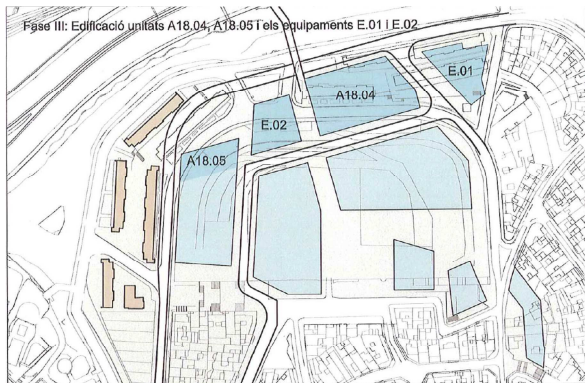 Fase III: Edificació unitats A18.04, A18.05 i els equipaments E.01 i E.02
E.01
A18.04
E.02
A18.05